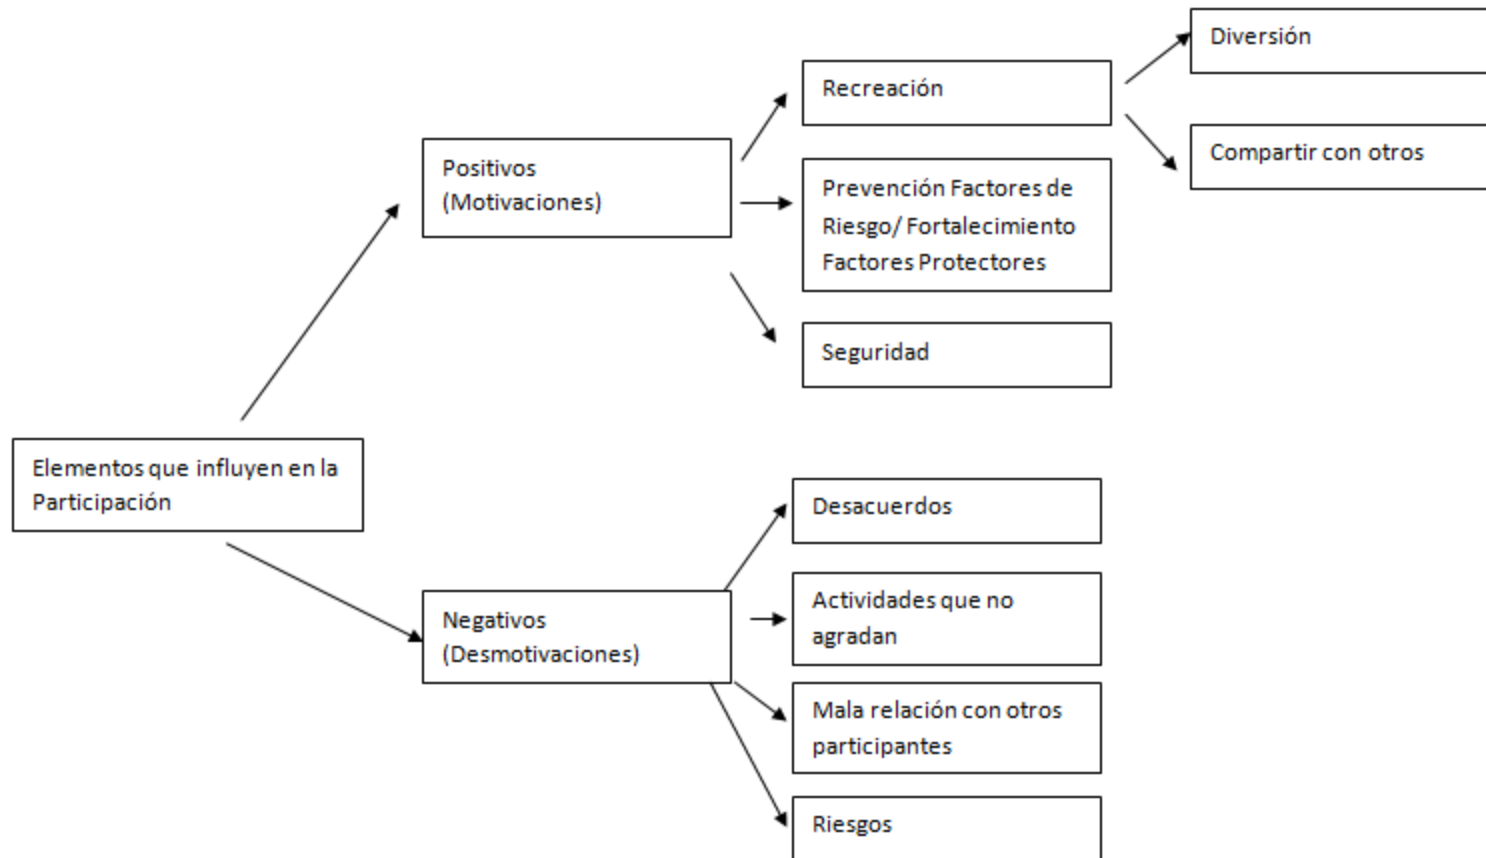 Diversión
Recreación
Compartir con otros
Positivos
(Motivaciones)
Prevención Factores de
Riesgo/ Fortalecimiento
Factores Protectores
Seguridad
Elementos que influyen en la
Participación
Desacuerdos
Actividades que no
agradan
Negativos
(Desmotivaciones)
Mala relación con otros
participantes
Riesgos